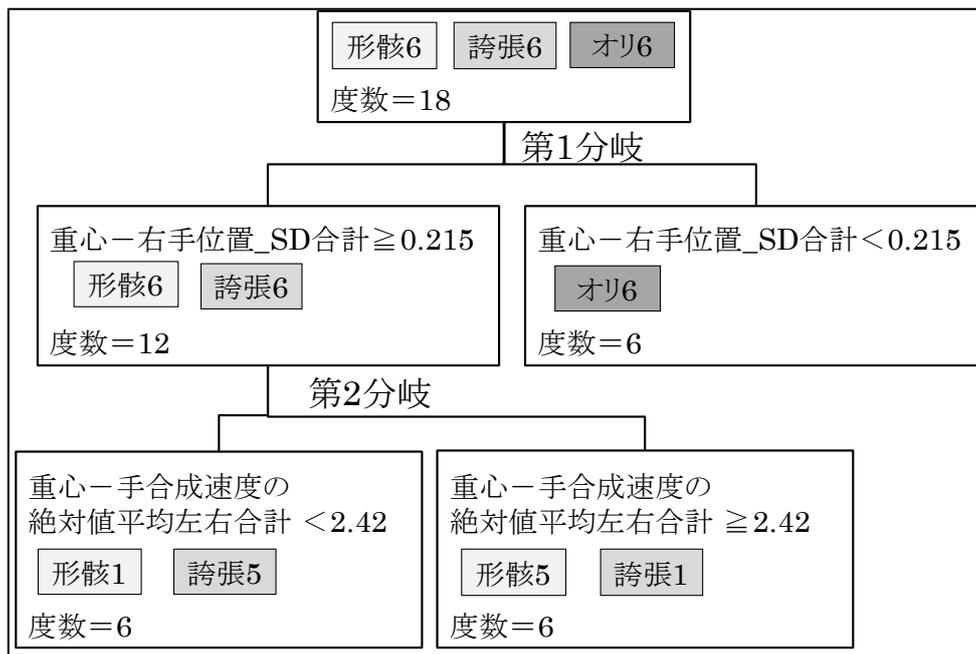 形骸6 誇張6 オリ6
度数＝18
第1分岐
重心－右手位置_SD合計≧0.215
形骸6 誇張6
度数＝12
重心－右手位置_SD合計＜0.215
オリ6
度数＝6
第2分岐
重心－手合成速度の
絶対値平均左右合計 ＜2.42
形骸1 誇張5
度数＝6
重心－手合成速度の
絶対値平均左右合計 ≧2.42
形骸5 誇張1
度数＝6